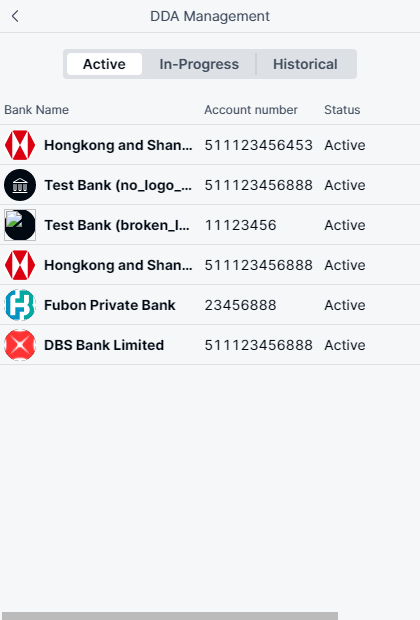 DDA Management
Active In-Progress Historical
Bank Name Account number Status
Hongkong and Shan... 511123456453 Active
Test Bank (no_logo_... 511123456888 Active
Test Bank (broken_l... 11123456 Active
Hongkong and Shan... 511123456888 Active
Fubon Private Bank 23456888 Active
DBS Bank Limited 511123456888 Active